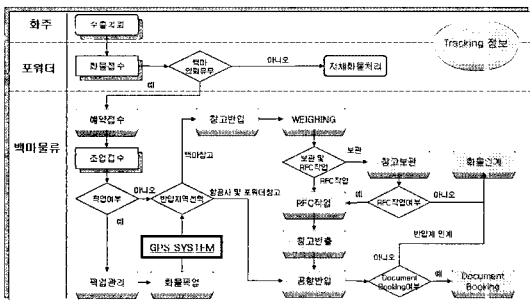 화주
수출의뢰
Tracking 정보
포워더
화물접수
백마
아니오
자체화물처리
예
백마물류
예약접수
창고반입
WEIGHING
조업접수
백마창고
보관 및
RFC작업
보관
창고보관
화물인계
RFC작업
픽업여부
아니오
반입지역선택
항공사 및 포워더창고
RFC작업
예
RFC작업여부
아니오
예
GPS SYSTEM
창고반출
반입계 인계
아니오
픽업관리
화물픽업
공항반입
Document
Booking여부
예
Document
Booking